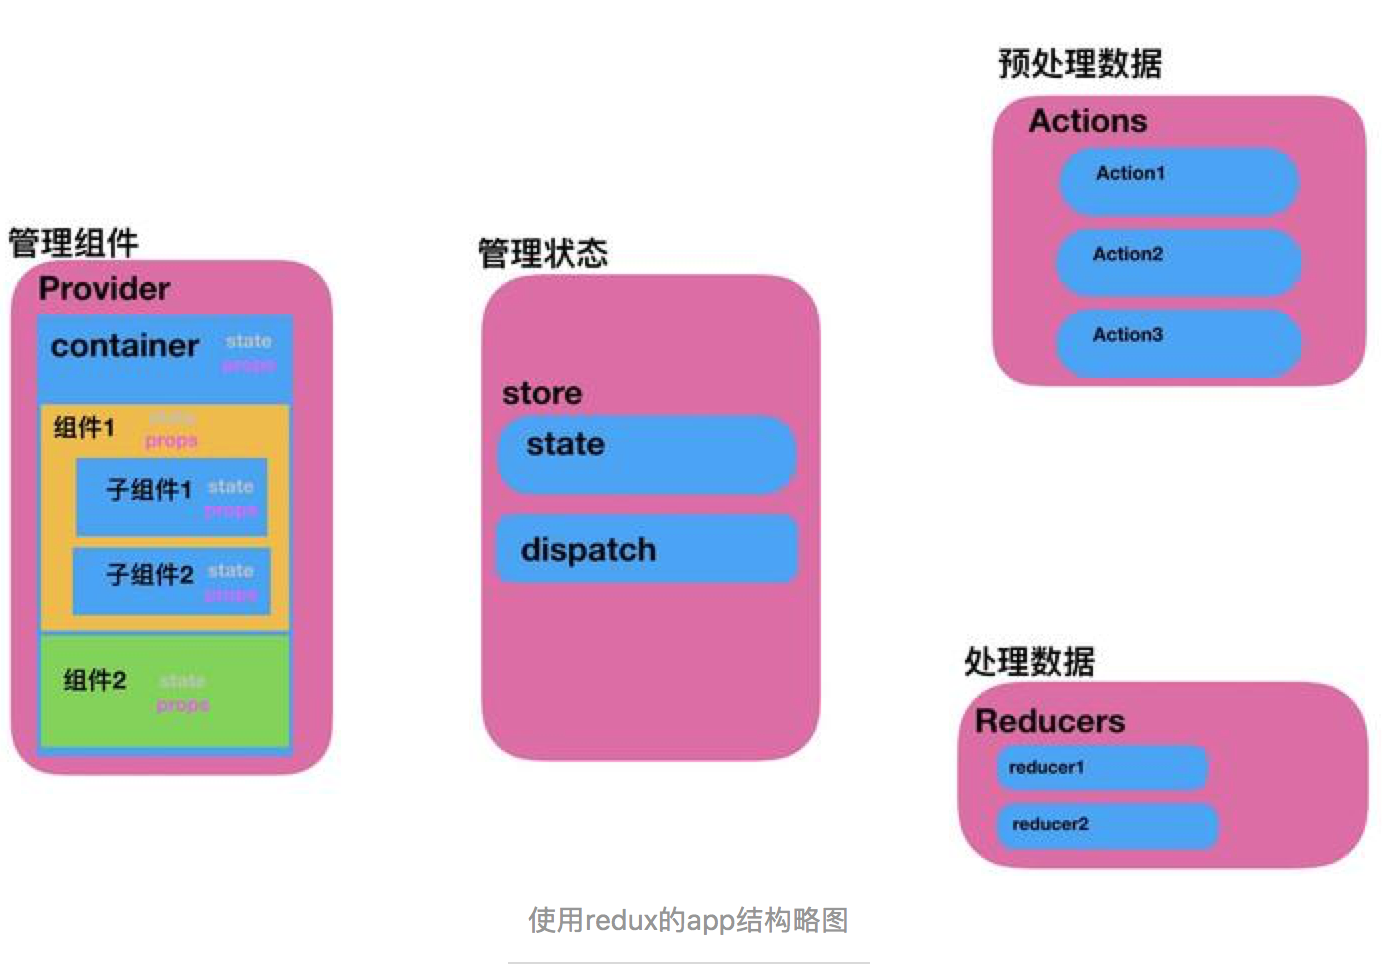 预处理数据
Actions
Action1
Action2
Action3
管理组件
Provider
container state
props
组件1 state
props
子组件1 state
props
子组件2 state
props
组件2 state
props
管理状态
store
state
dispatch
处理数据
Reducers
reducer1
reducer2
使用redux的app结构略图